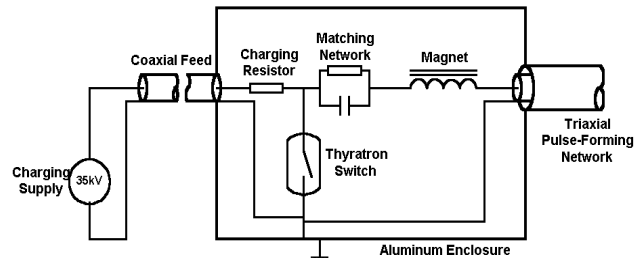 Coaxial Feed
Charging
Resistor
Matching
Network
Magnet
Triaxial
Pulse-Forming
Network
Thyratron
Switch
Charging
Supply
35kV
Aluminum Enclosure